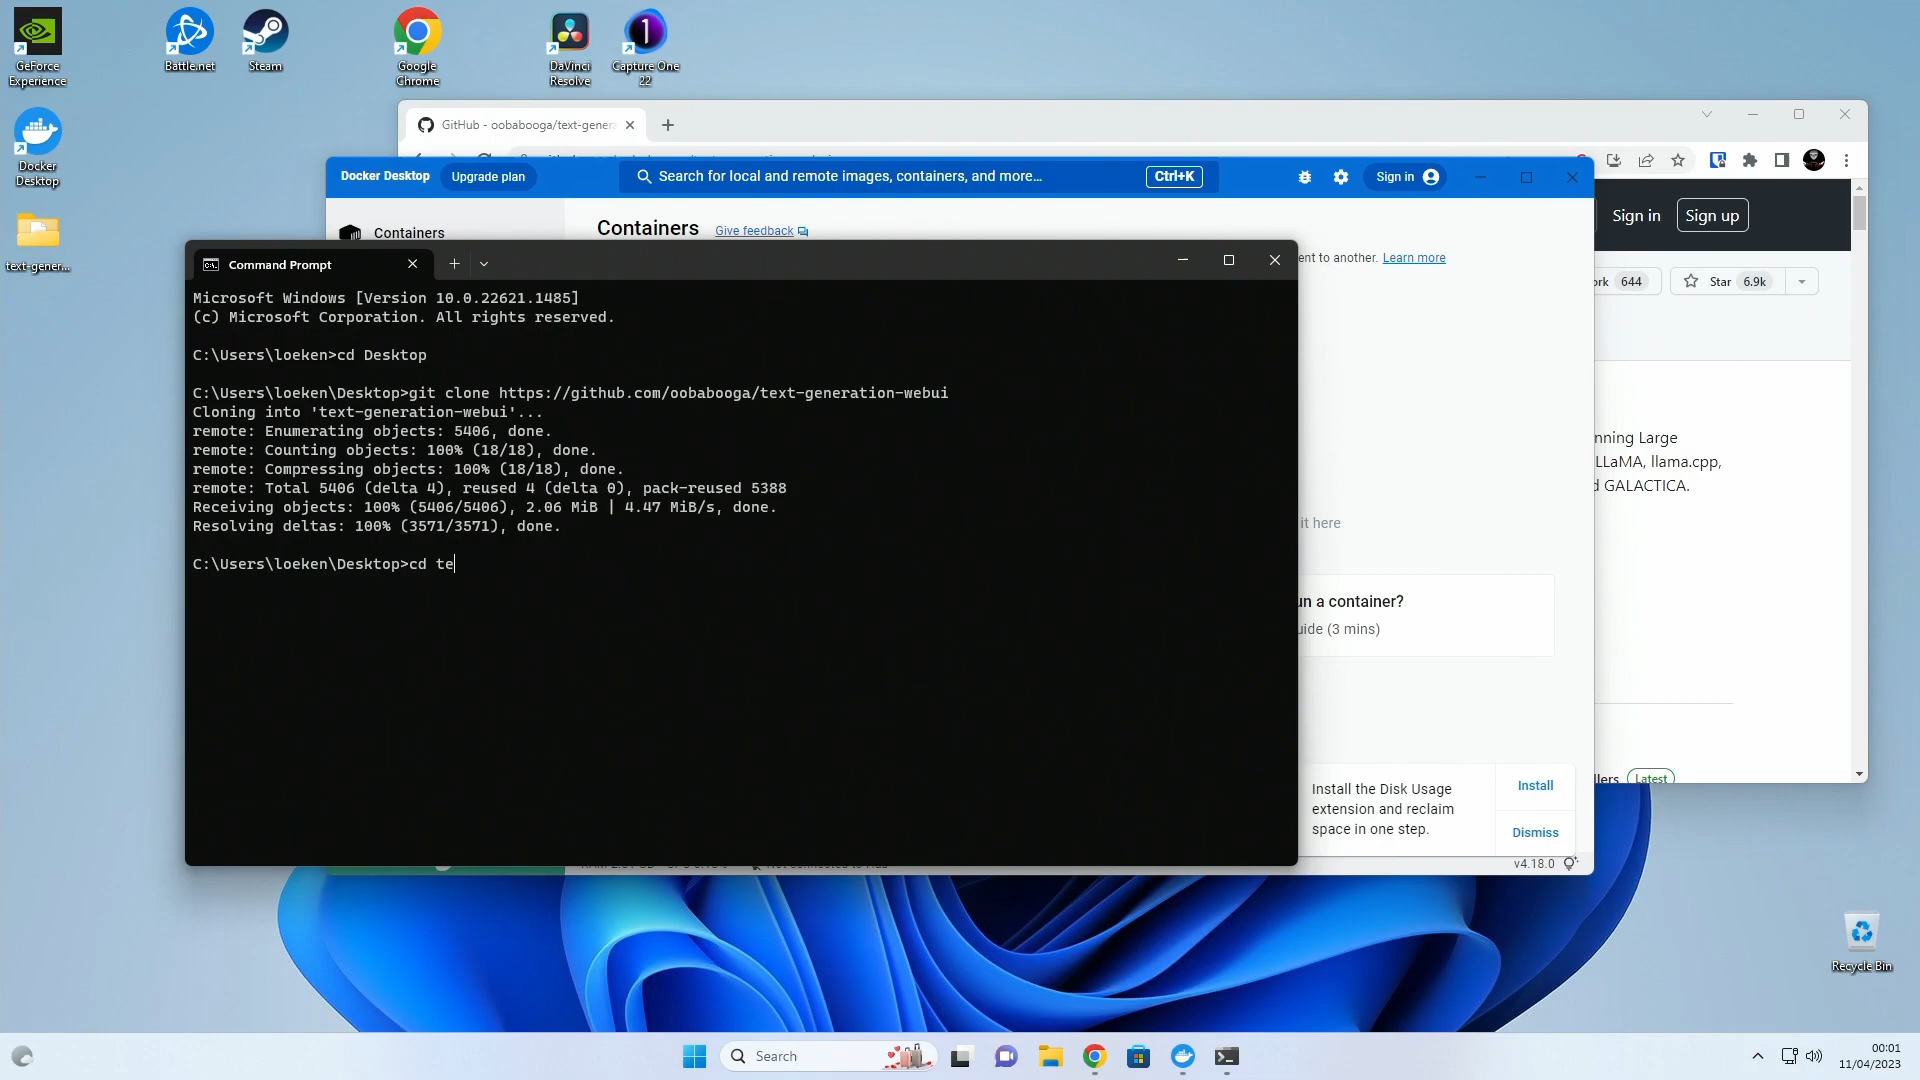 GeForce
Experience
Battle.net
Steam
Google
Chrome
DaVinci
Resolve
Capture One
22
Docker
Desktop
text-gener...
GitHub - oobabooga/text-genera
Docker Desktop
Upgrade plan
Search for local and remote images, containers, and more...
Ctrl+K
Sign in
Containers
Containers
Give feedback
ent to another. Learn more
Sign in
Sign up
644
Star 6.9k
Command Prompt
Microsoft Windows [Version 10.0.22621.1485]
(c) Microsoft Corporation. All rights reserved.
C:\Users\loeken>cd Desktop
C:\Users\loeken\Desktop>git clone https://github.com/oobabooga/text-generation-webui
Cloning into 'text-generation-webui'...
remote: Enumerating objects: 5406, done.
remote: Counting objects: 100% (18/18), done.
remote: Compressing objects: 100% (18/18), done.
remote: Total 5406 (delta 4), reused 4 (delta 0), pack-reused 5388
Receiving objects: 100% (5406/5406), 2.06 MiB | 4.47 MiB/s, done.
Resolving deltas: 100% (3571/3571), done.
C:\Users\loeken\Desktop>cd te
nning Large
LLaMA, llama.cpp,
d GALACTICA.
it here
un a container?
uide (3 mins)
Install the Disk Usage
extension and reclaim
space in one step.
Install
Dismiss
v4.18.0
llers Latest
Recycle Bin
Search
00:01
11/04/2023